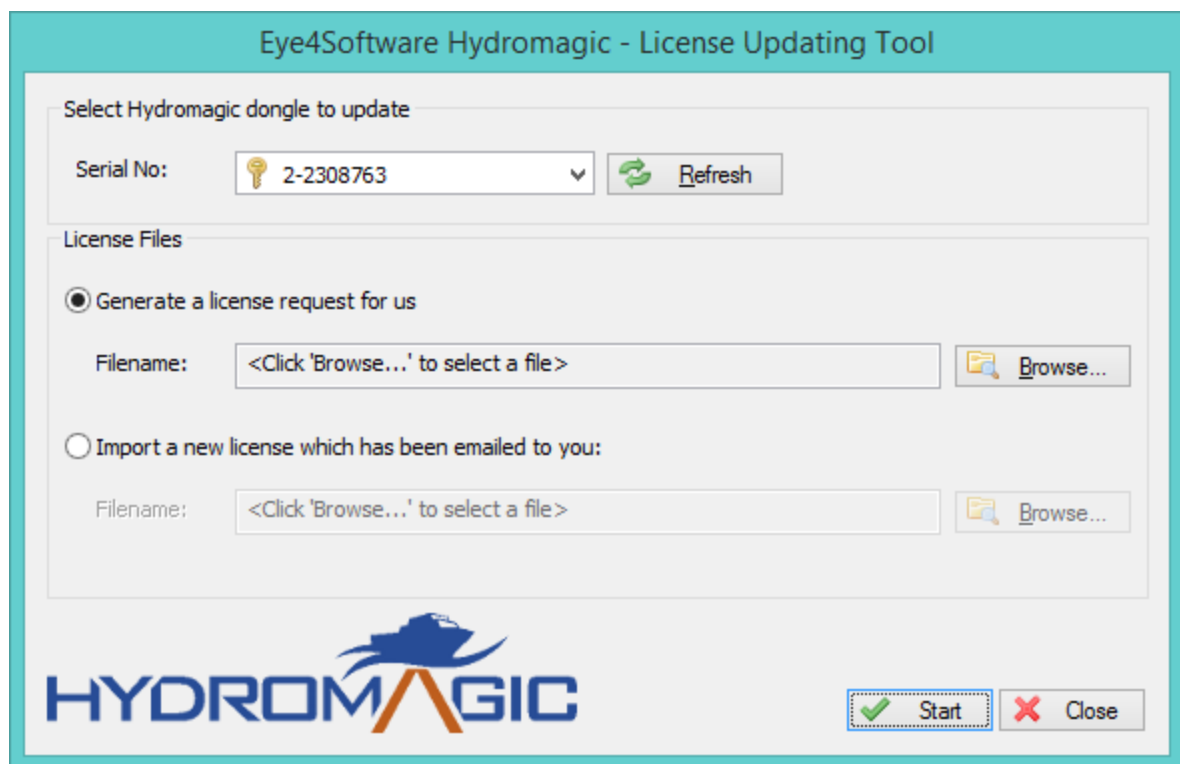 Eye4Software Hydromagic - License Updating Tool
Select Hydromagic dongle to update
Serial No: 2-2308763 Refresh
License Files
Generate a license request for us
Filename: <Click 'Browse...' to select a file> Browse...
Import a new license which has been emailed to you:
Filename: <Click 'Browse...' to select a file> Browse...
HYDROMAGIC
Start Close